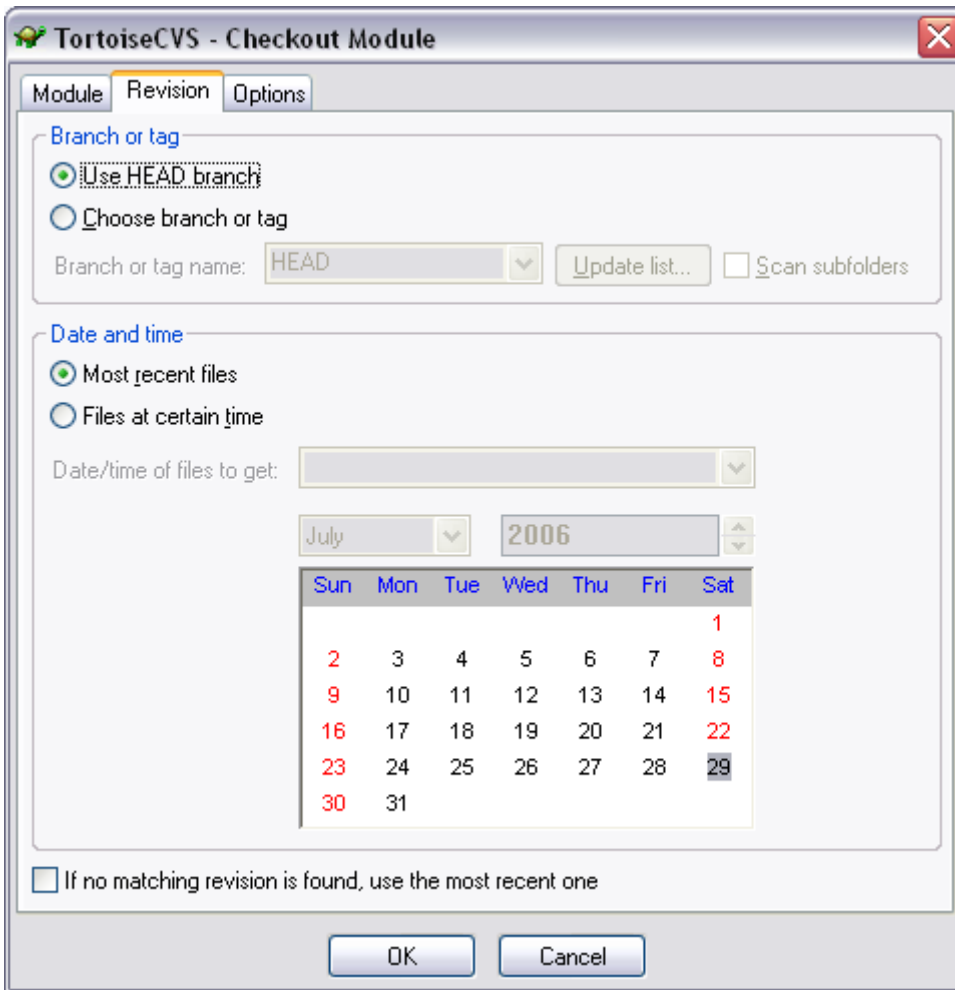 TortoiseCVS - Checkout Module
Module Revision Options
Branch or tag
Use HEAD branch
Choose branch or tag
Branch or tag name: HEAD Update list... Scan subfolders
Date and time
Most recent files
Files at certain time
Date/time of files to get:
July 2006
Sun Mon Tue Wed Thu Fri Sat
1
2 3 4 5 6 7 8
9 10 11 12 13 14 15
16 17 18 19 20 21 22
23 24 25 26 27 28 29
30 31
If no matching revision is found, use the most recent one
OK Cancel